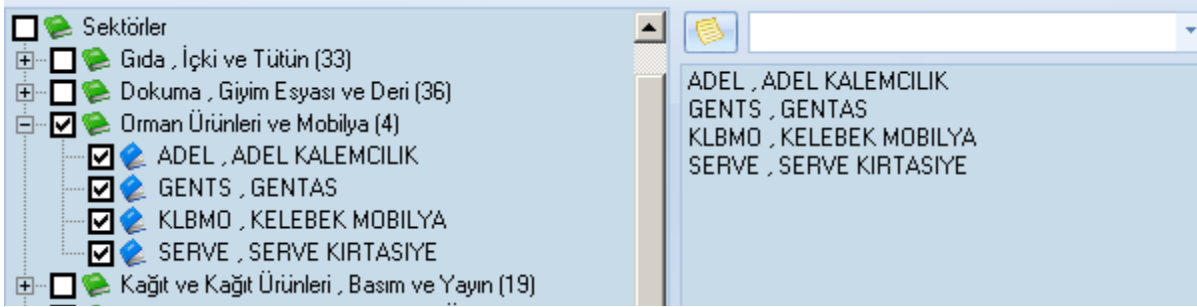 Sektörler
Gıda , İçki ve Tütün (33)
Dokuma , Giyim Esyası ve Deri (36)
Orman Ürünleri ve Mobilya (4)
ADEL , ADEL KALEMCILIK
GENTS , GENTAS
KLBMO , KELEBEK MOBILYA
SERVE , SERVE KIRTASIYE
Kağıt ve Kağıt Ürünleri , Basım ve Yayın (19)
ADEL , ADEL KALEMCILIK
GENTS , GENTAS
KLBMO , KELEBEK MOBILYA
SERVE , SERVE KIRTASIYE